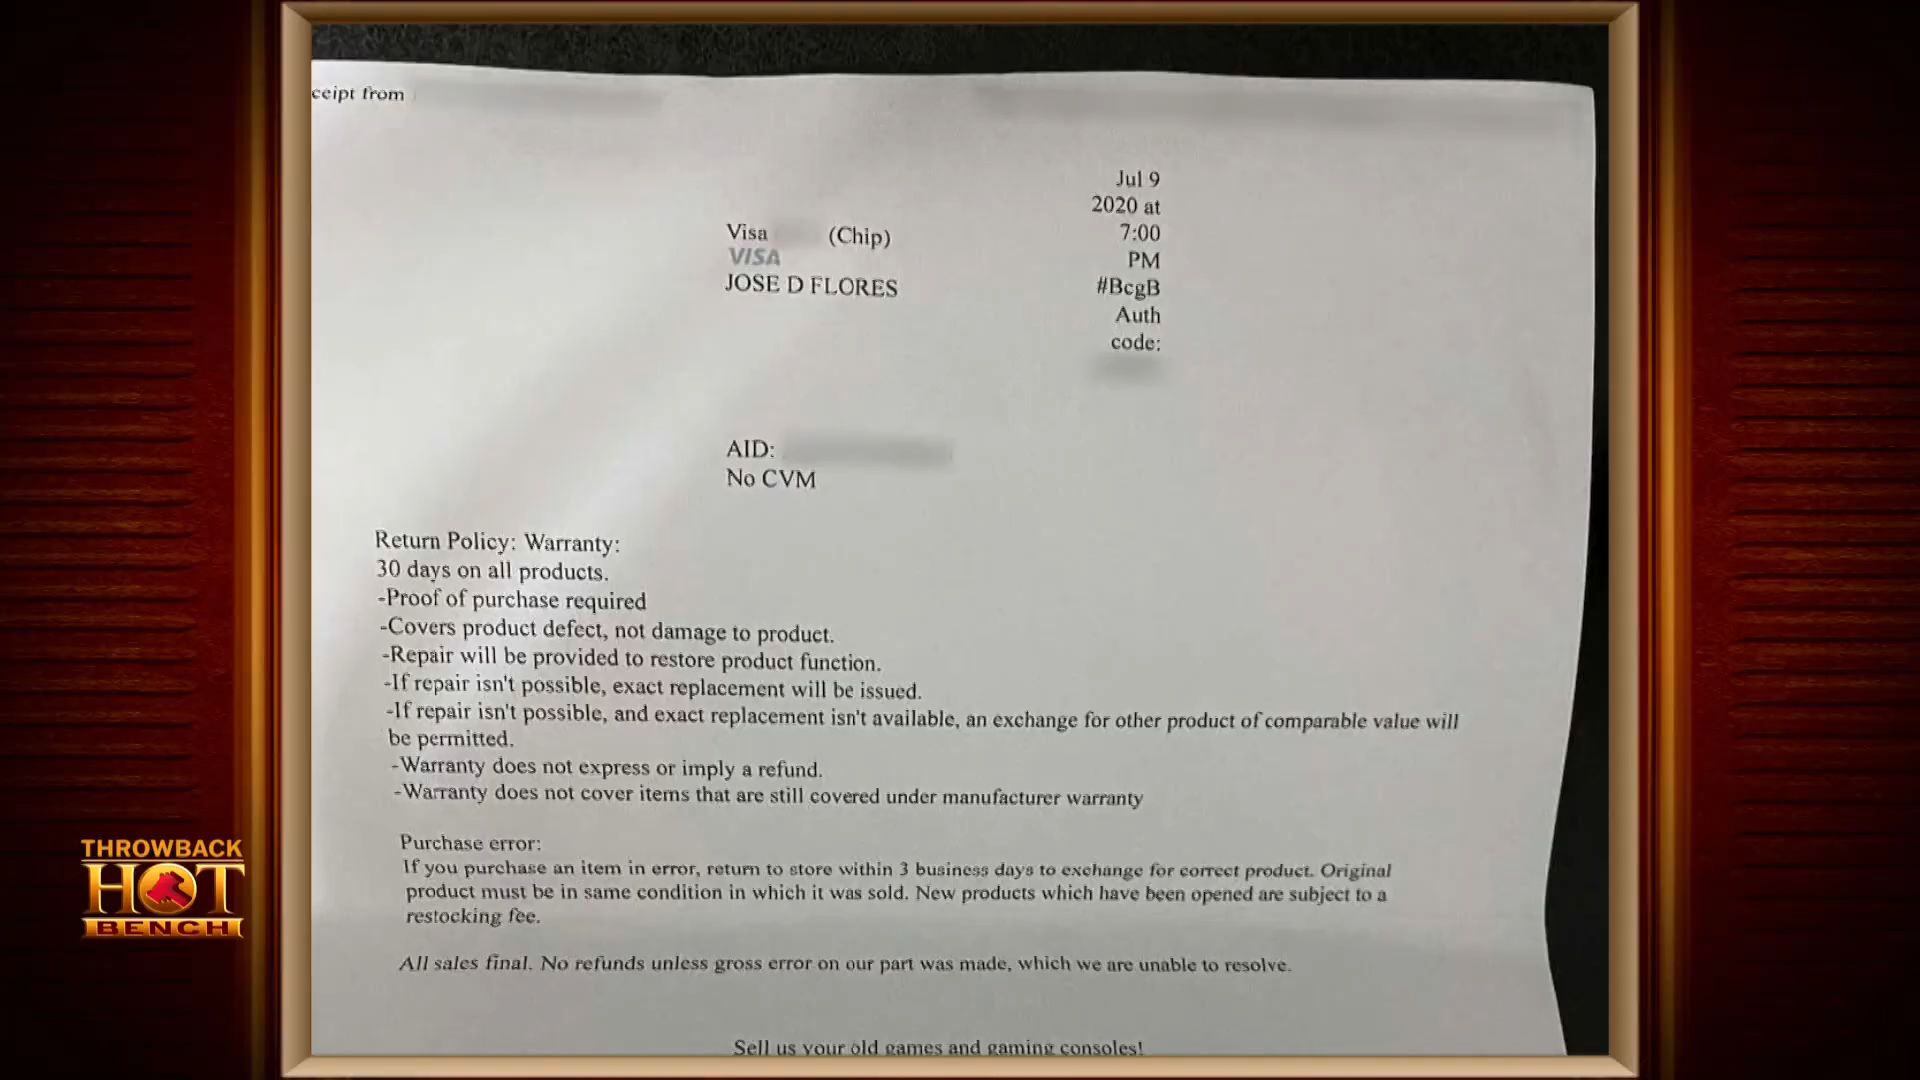 ceipt from
Jul 9
2020 at
7:00
PM
#BcgB
Auth
code:
Visa (Chip)
VISA
JOSE D FLORES
AID:
No CVM
Return Policy: Warranty:
30 days on all products.
-Proof of purchase required
-Covers product defect, not damage to product.
-Repair will be provided to restore product function.
-If repair isn't possible, exact replacement will be issued.
-If repair isn't possible, and exact replacement isn't available, an exchange for other product of comparable value will
be permitted.
-Warranty does not express or imply a refund.
-Warranty does not cover items that are still covered under manufacturer warranty
Purchase error:
If you purchase an item in error, return to store within 3 business days to exchange for correct product. Original
product must be in same condition in which it was sold. New products which have been opened are subject to a
restocking fee.
All sales final. No refunds unless gross error on our part was made, which we are unable to resolve.
Sell us your old games and gaming consoles!
THROWBACK
HOT
BENCH